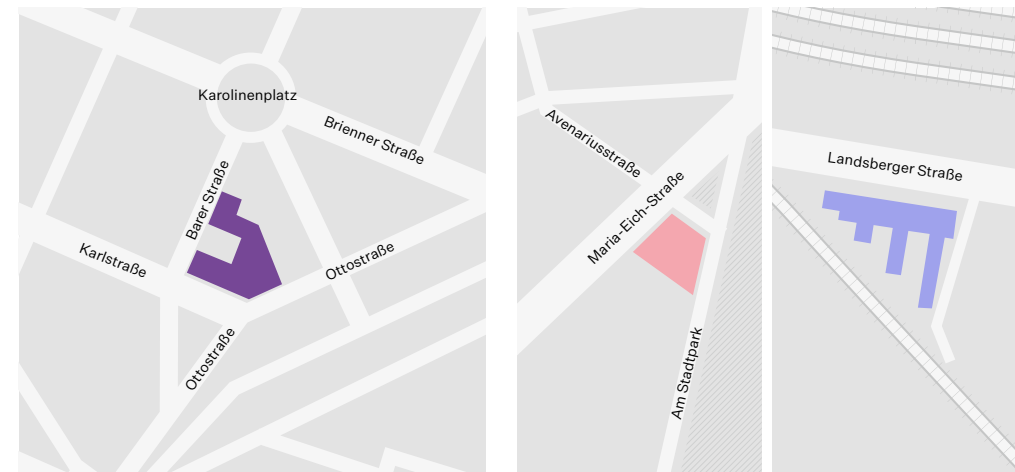 Karolinenplatz
Brienner Straße
Barer Straße
Karlstraße
Ottostraße
Ottostraße
Avenariusstraße
Maria-Eich-Straße
Am Stadtpark
Landsberger Straße